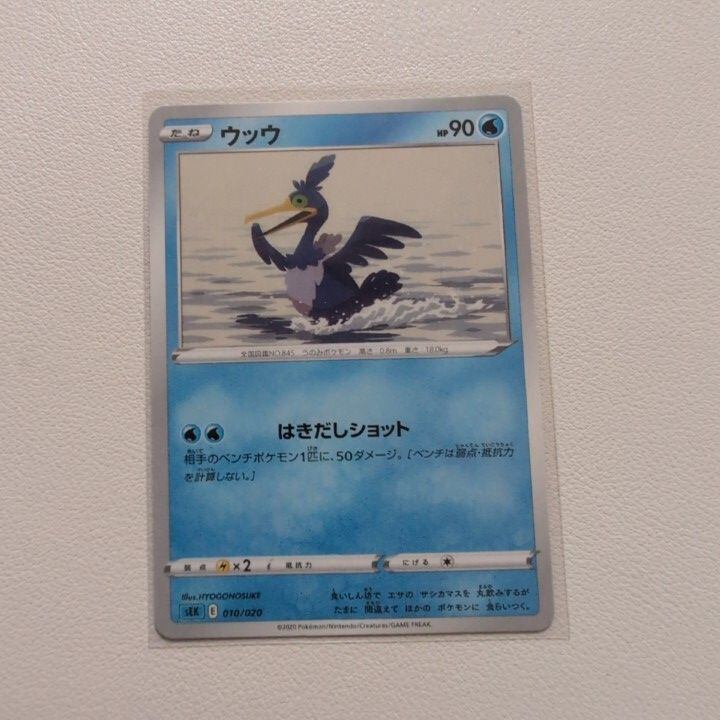 たね ウッウ HP90
全国図鑑NO.845 うのみポケモン 高さ 0.8m 重さ 18.0kg
はきだしショット
相手のベンチポケモン1匹に、50ダメージ。[ベンチは弱点・抵抗力
を計算しない。]
弱点 ×2 抵抗力 にげる
Illus. HYOGONOSUKE
食いしん坊で エサの サシカマスを 丸飲みするが
たまに 間違えて ほかの ポケモンに 食らいつく。
sEK E 010/020
©2020 Pokémon/Nintendo/Creatures/GAME FREAK.